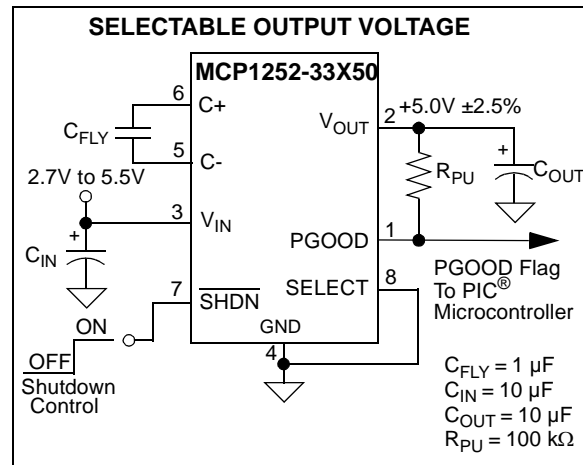 SELECTABLE OUTPUT VOLTAGE
MCP1252-33X50
6 C+
CFLY
5 C-
VOUT 2 +5.0V ±2.5%
RPU
COUT
2.7V to 5.5V
3 VIN
CIN
PGOOD 1
PGOOD Flag
To PIC®
Microcontroller
7 SHDN
SELECT 8
ON
OFF
Shutdown
Control
GND
4
CFLY = 1 µF
CIN = 10 µF
COUT = 10 µF
RPU = 100 kΩ